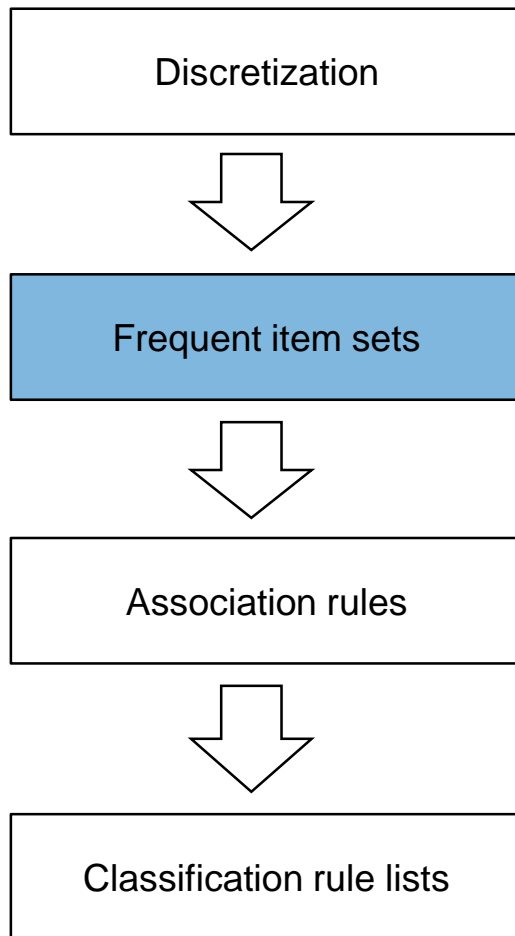 Discretization
Frequent item sets
Association rules
Classification rule lists